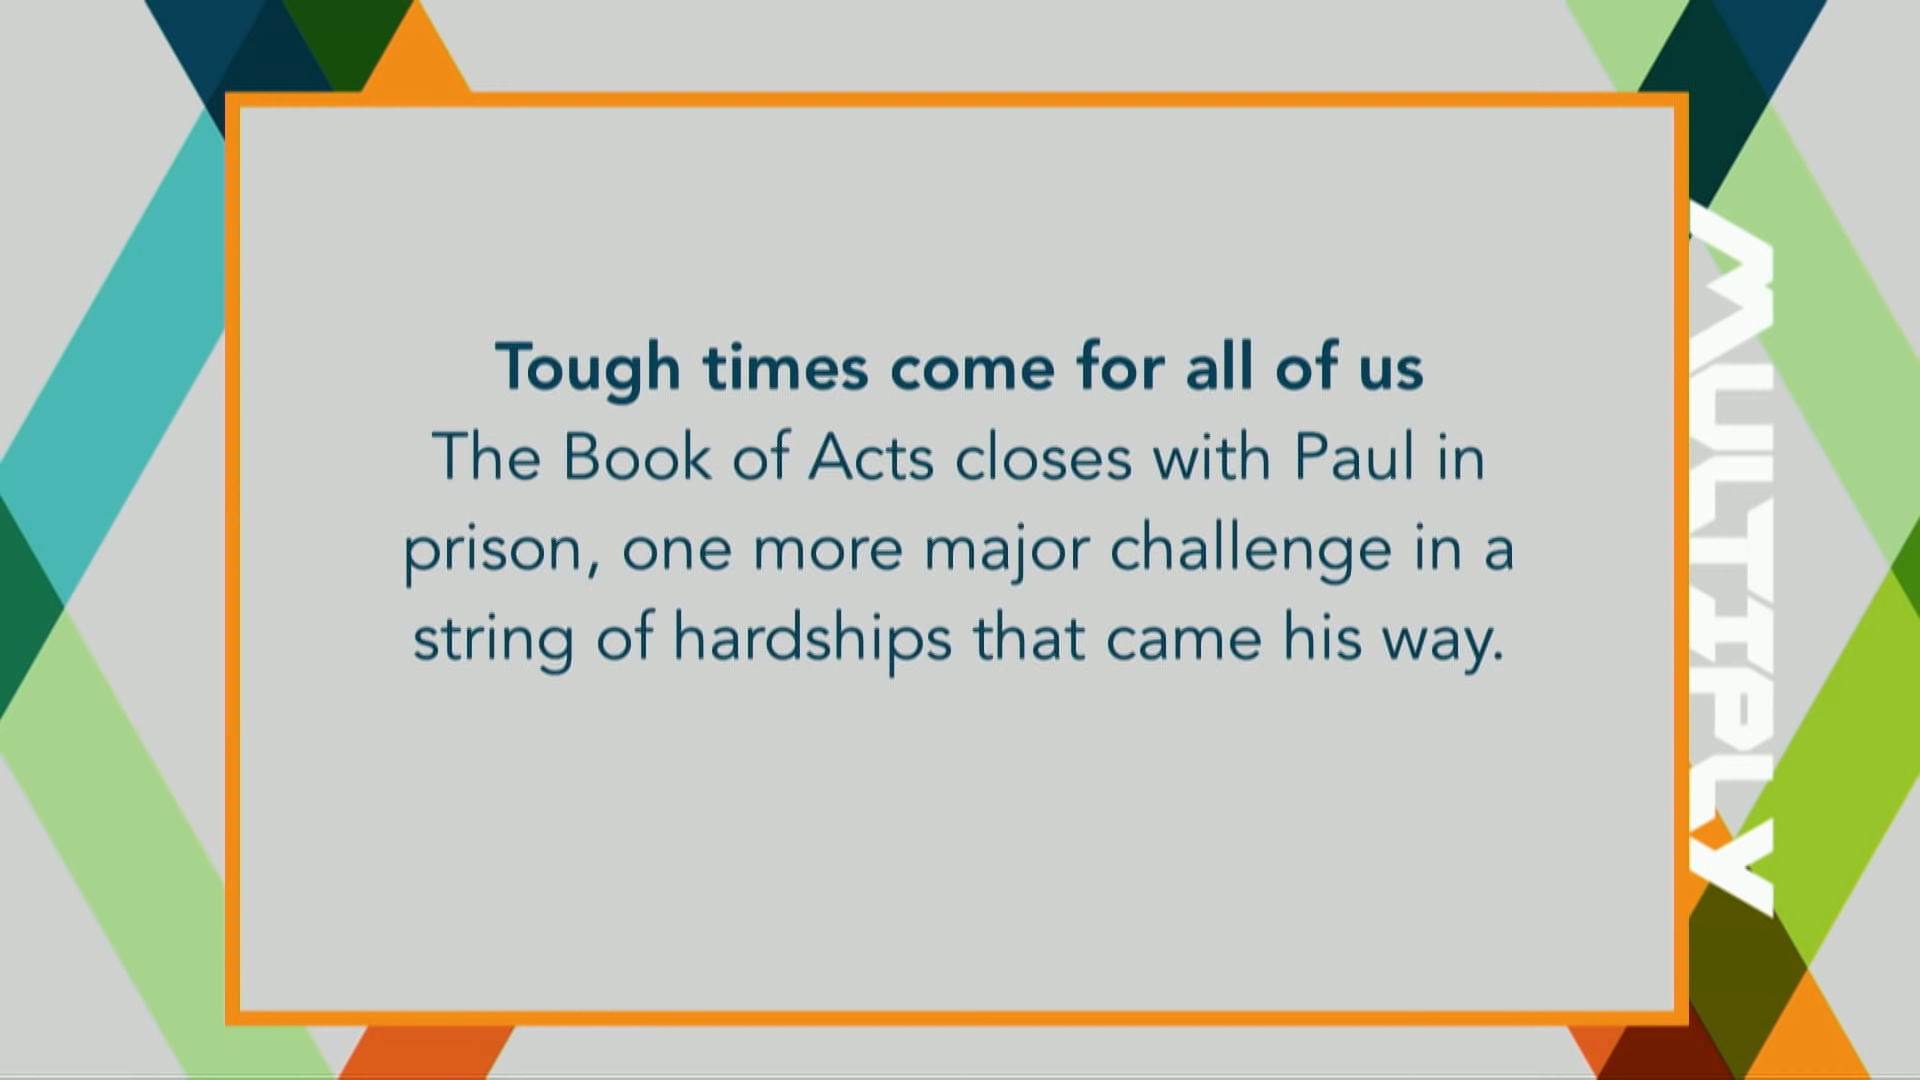 Tough times come for all of us
The Book of Acts closes with Paul in
prison, one more major challenge in a
string of hardships that came his way.
MULTIPLY